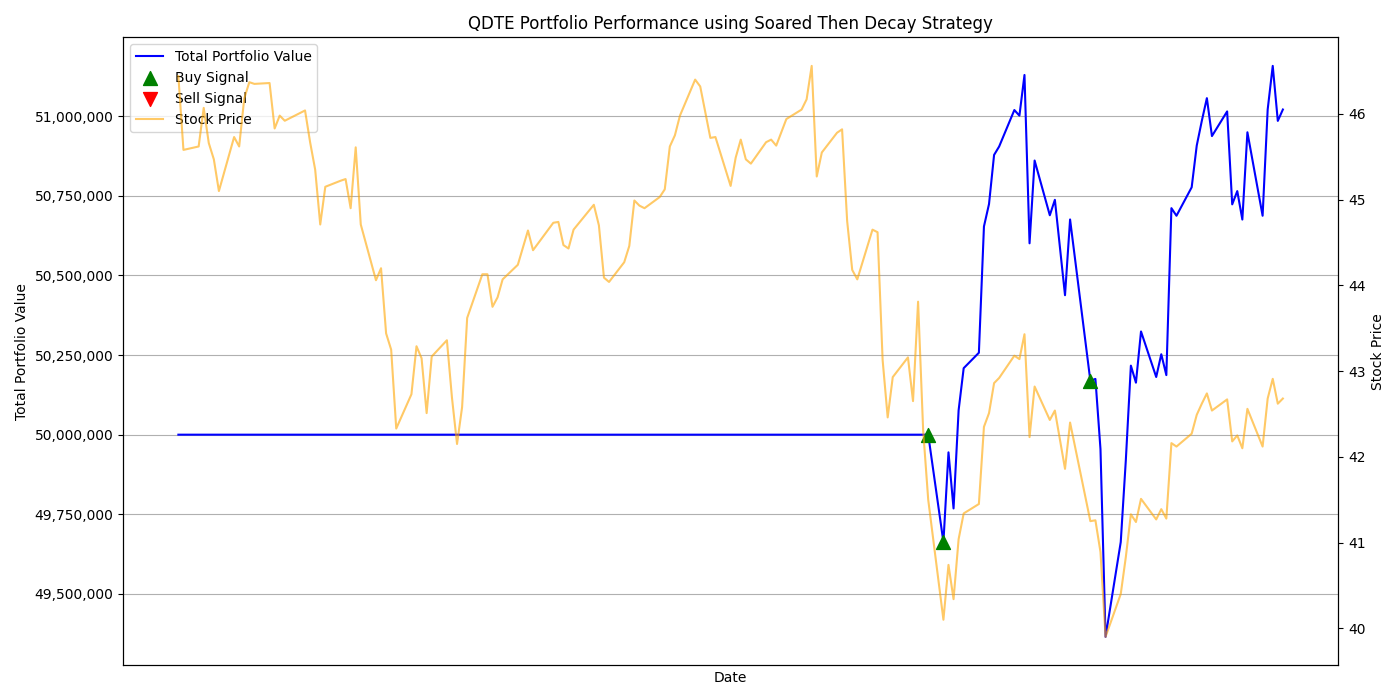 QDTE Portfolio Performance using Soared Then Decay Strategy
Total Portfolio Value
Buy Signal
Sell Signal
Stock Price
51,000,000
50,750,000
50,500,000
50,250,000
50,000,000
49,750,000
49,500,000
Total Portfolio Value
46
45
44
43
42
41
40
Stock Price
Date